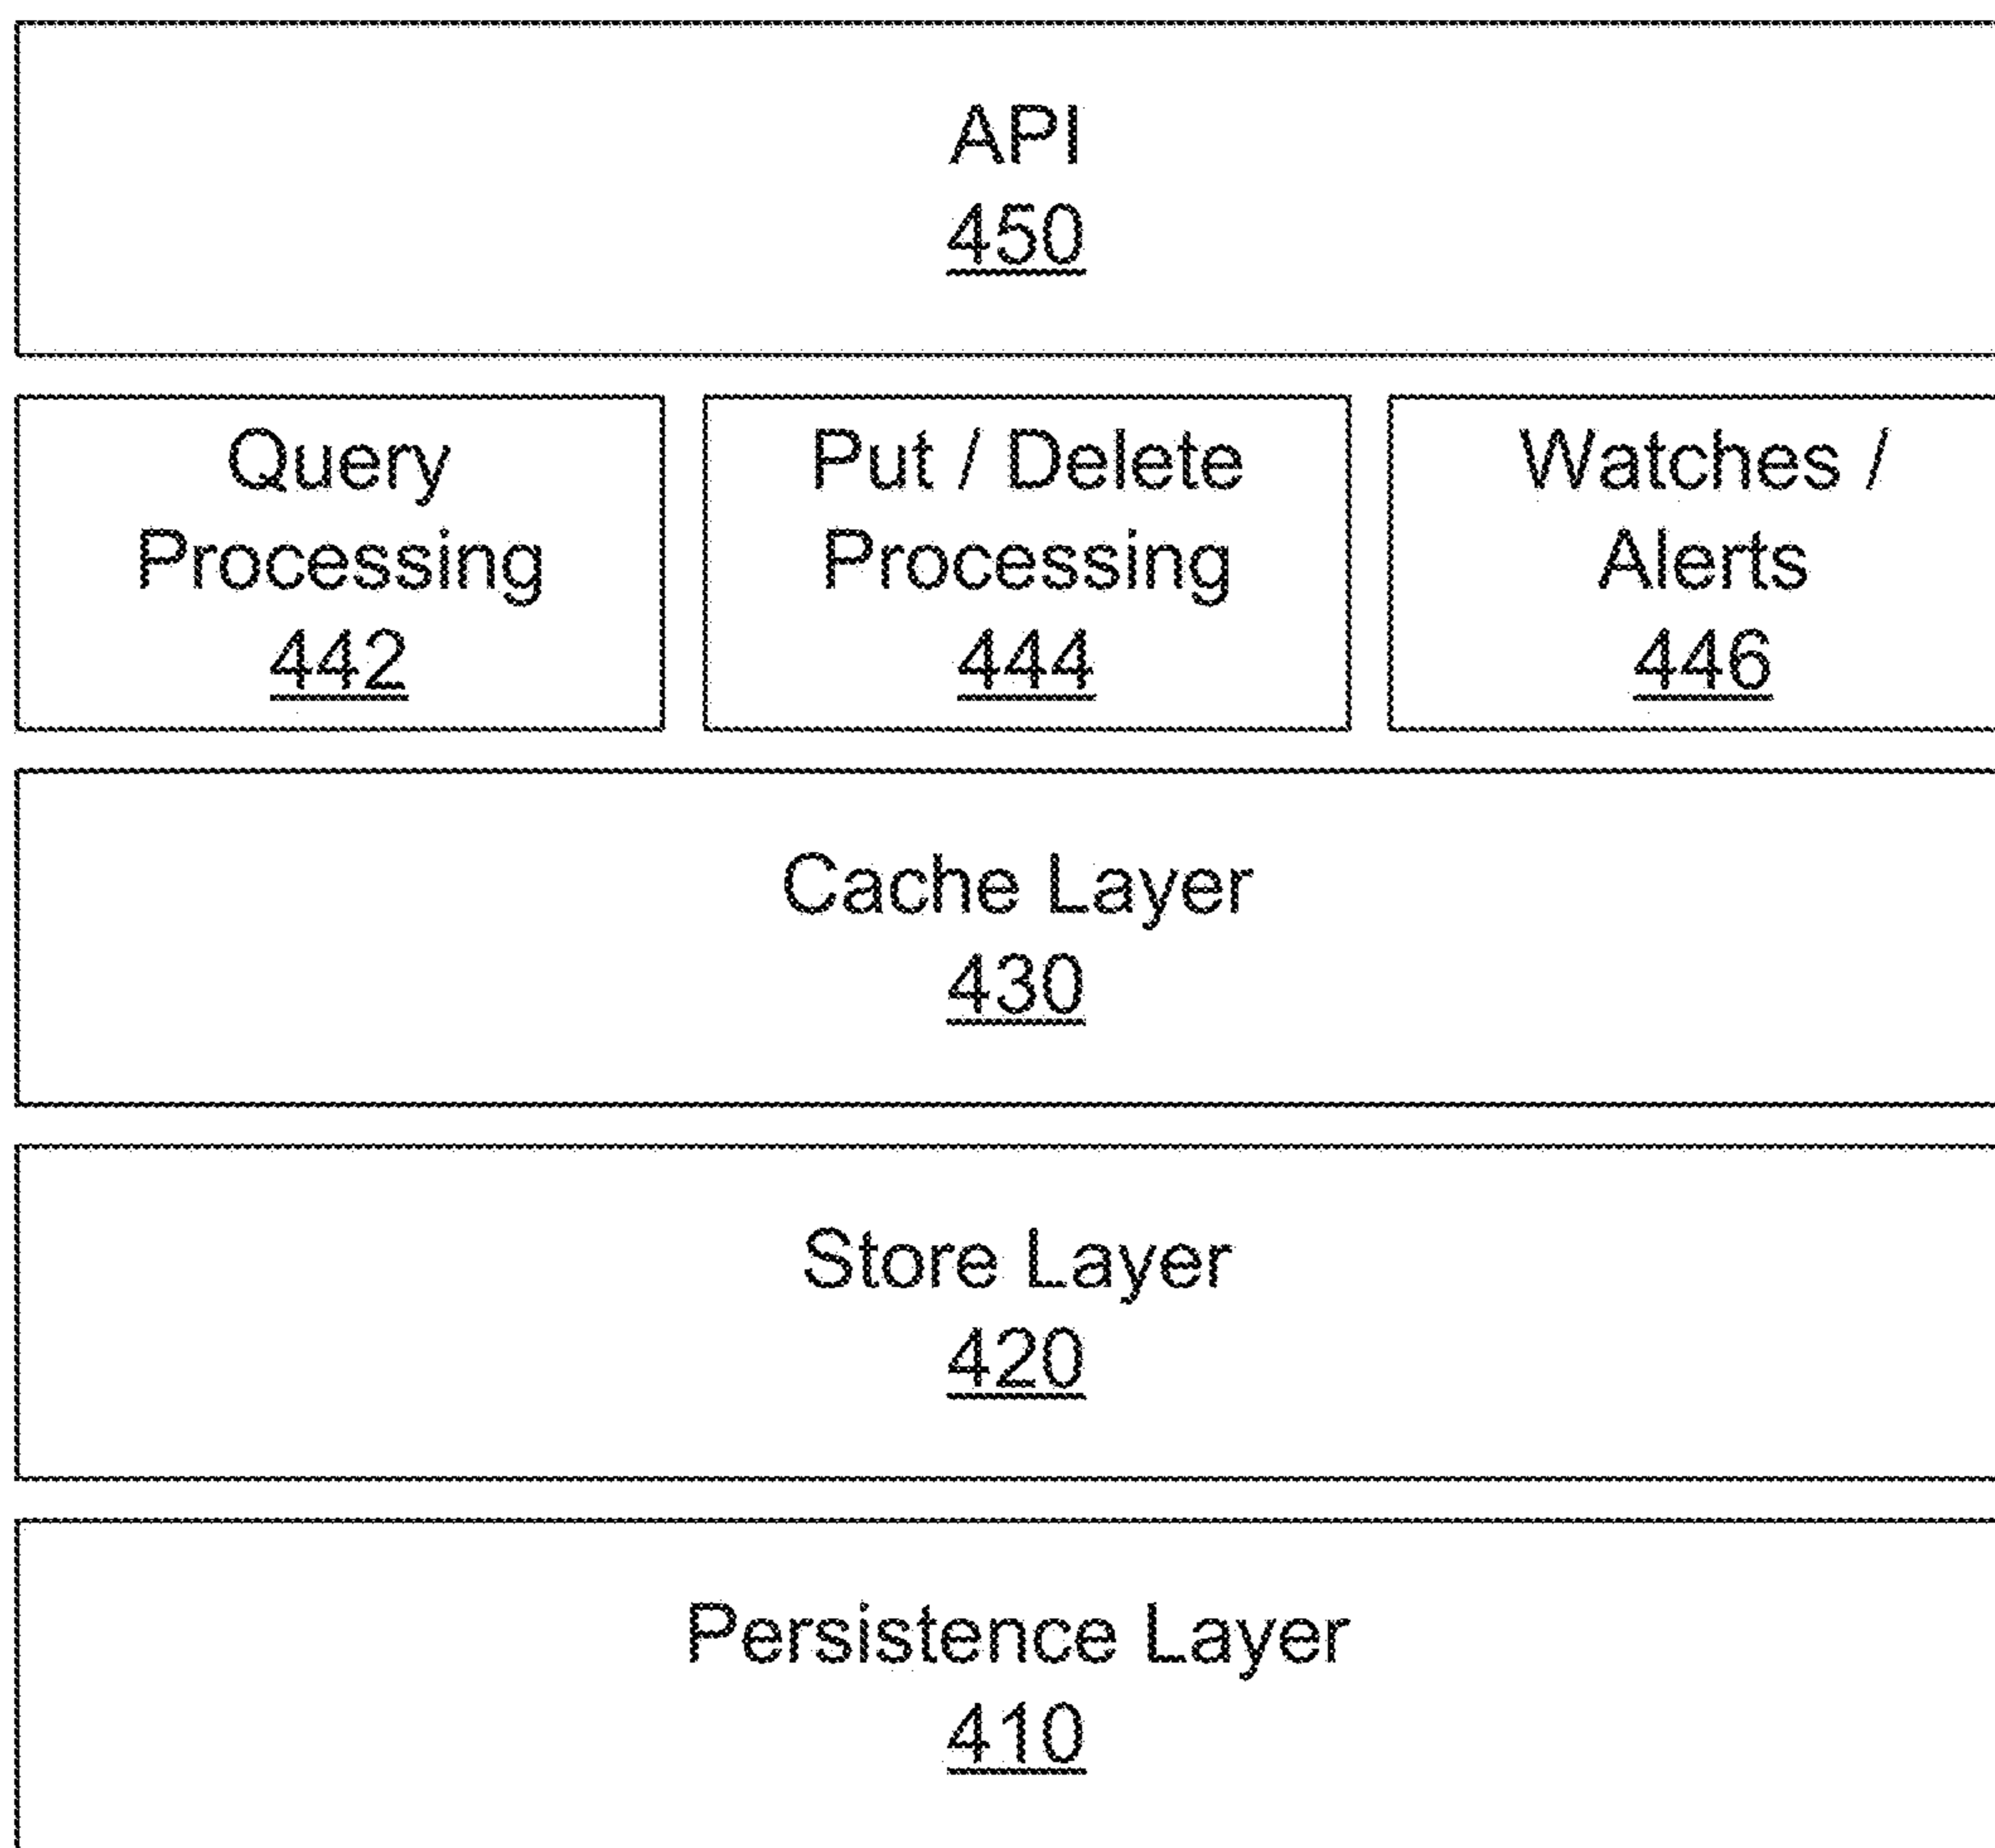 API
450
Query
Processing
442
Put / Delete
Processing
444
Watches /
Alerts
446
Cache Layer
430
Store Layer
420
Persistence Layer
410